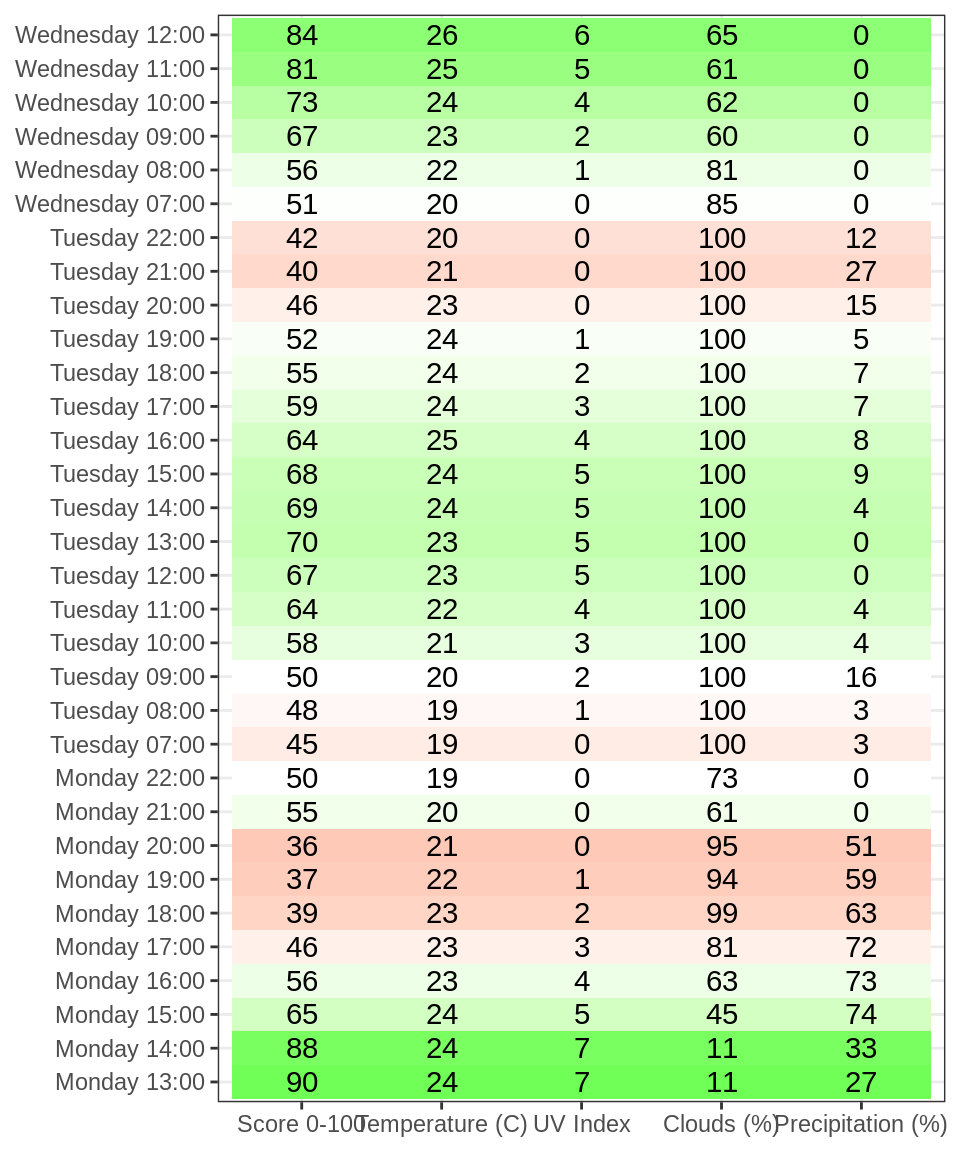 Wednesday 12:00 84 26 6 65 0
Wednesday 11:00 81 25 5 61 0
Wednesday 10:00 73 24 4 62 0
Wednesday 09:00 67 23 2 60 0
Wednesday 08:00 56 22 1 81 0
Wednesday 07:00 51 20 0 85 0
Tuesday 22:00 42 20 0 100 12
Tuesday 21:00 40 21 0 100 27
Tuesday 20:00 46 23 0 100 15
Tuesday 19:00 52 24 1 100 5
Tuesday 18:00 55 24 2 100 7
Tuesday 17:00 59 24 3 100 7
Tuesday 16:00 64 25 4 100 8
Tuesday 15:00 68 24 5 100 9
Tuesday 14:00 69 24 5 100 4
Tuesday 13:00 70 23 5 100 0
Tuesday 12:00 67 23 5 100 0
Tuesday 11:00 64 22 4 100 4
Tuesday 10:00 58 21 3 100 4
Tuesday 09:00 50 20 2 100 16
Tuesday 08:00 48 19 1 100 3
Tuesday 07:00 45 19 0 100 3
Monday 22:00 50 19 0 73 0
Monday 21:00 55 20 0 61 0
Monday 20:00 36 21 0 95 51
Monday 19:00 37 22 1 94 59
Monday 18:00 39 23 2 99 63
Monday 17:00 46 23 3 81 72
Monday 16:00 56 23 4 63 73
Monday 15:00 65 24 5 45 74
Monday 14:00 88 24 7 11 33
Monday 13:00 90 24 7 11 27
Score 0-100 Temperature (C) UV Index Clouds (%) Precipitation (%)